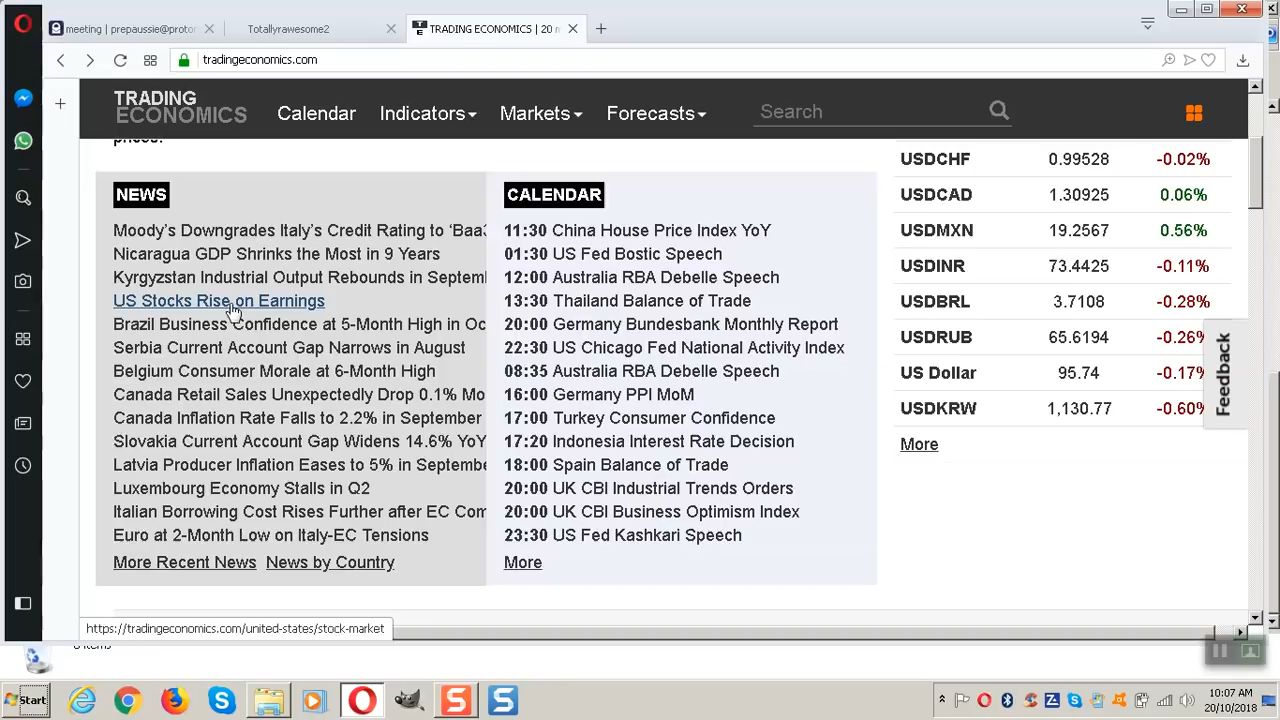 meeting | prepaussie@proto
Totallyrawesome2
TRADING ECONOMICS | 20 m
tradingeconomics.com
TRADING
ECONOMICS
Calendar
Indicators
Markets
Forecasts
Search
prices.
NEWS
Moody's Downgrades Italy's Credit Rating to ‘Baa3
Nicaragua GDP Shrinks the Most in 9 Years
Kyrgyzstan Industrial Output Rebounds in Septem
US Stocks Rise on Earnings
Brazil Business Confidence at 5-Month High in Oc
Serbia Current Account Gap Narrows in August
Belgium Consumer Morale at 6-Month High
Canada Retail Sales Unexpectedly Drop 0.1% Mo
Canada Inflation Rate Falls to 2.2% in September
Slovakia Current Account Gap Widens 14.6% YoY
Latvia Producer Inflation Eases to 5% in Septembe
Luxembourg Economy Stalls in Q2
Italian Borrowing Cost Rises Further after EC Com
Euro at 2-Month Low on Italy-EC Tensions
More Recent News News by Country
CALENDAR
11:30 China House Price Index YoY
01:30 US Fed Bostic Speech
12:00 Australia RBA Debelle Speech
13:30 Thailand Balance of Trade
20:00 Germany Bundesbank Monthly Report
22:30 US Chicago Fed National Activity Index
08:35 Australia RBA Debelle Speech
16:00 Germany PPI MoM
17:00 Turkey Consumer Confidence
17:20 Indonesia Interest Rate Decision
18:00 Spain Balance of Trade
20:00 UK CBI Industrial Trends Orders
20:00 UK CBI Business Optimism Index
23:30 US Fed Kashkari Speech
More
USDCHF 0.99528 -0.02%
USDCAD 1.30925 0.06%
USDMXN 19.2567 0.56%
USDINR 73.4425 -0.11%
USDBRL 3.7108 -0.28%
USDRUB 65.6194 -0.26%
US Dollar 95.74 -0.17%
USDKRW 1,130.77 -0.60%
More
Feedback
https://tradingeconomics.com/united-states/stock-market
Start
10:07 AM
20/10/2018